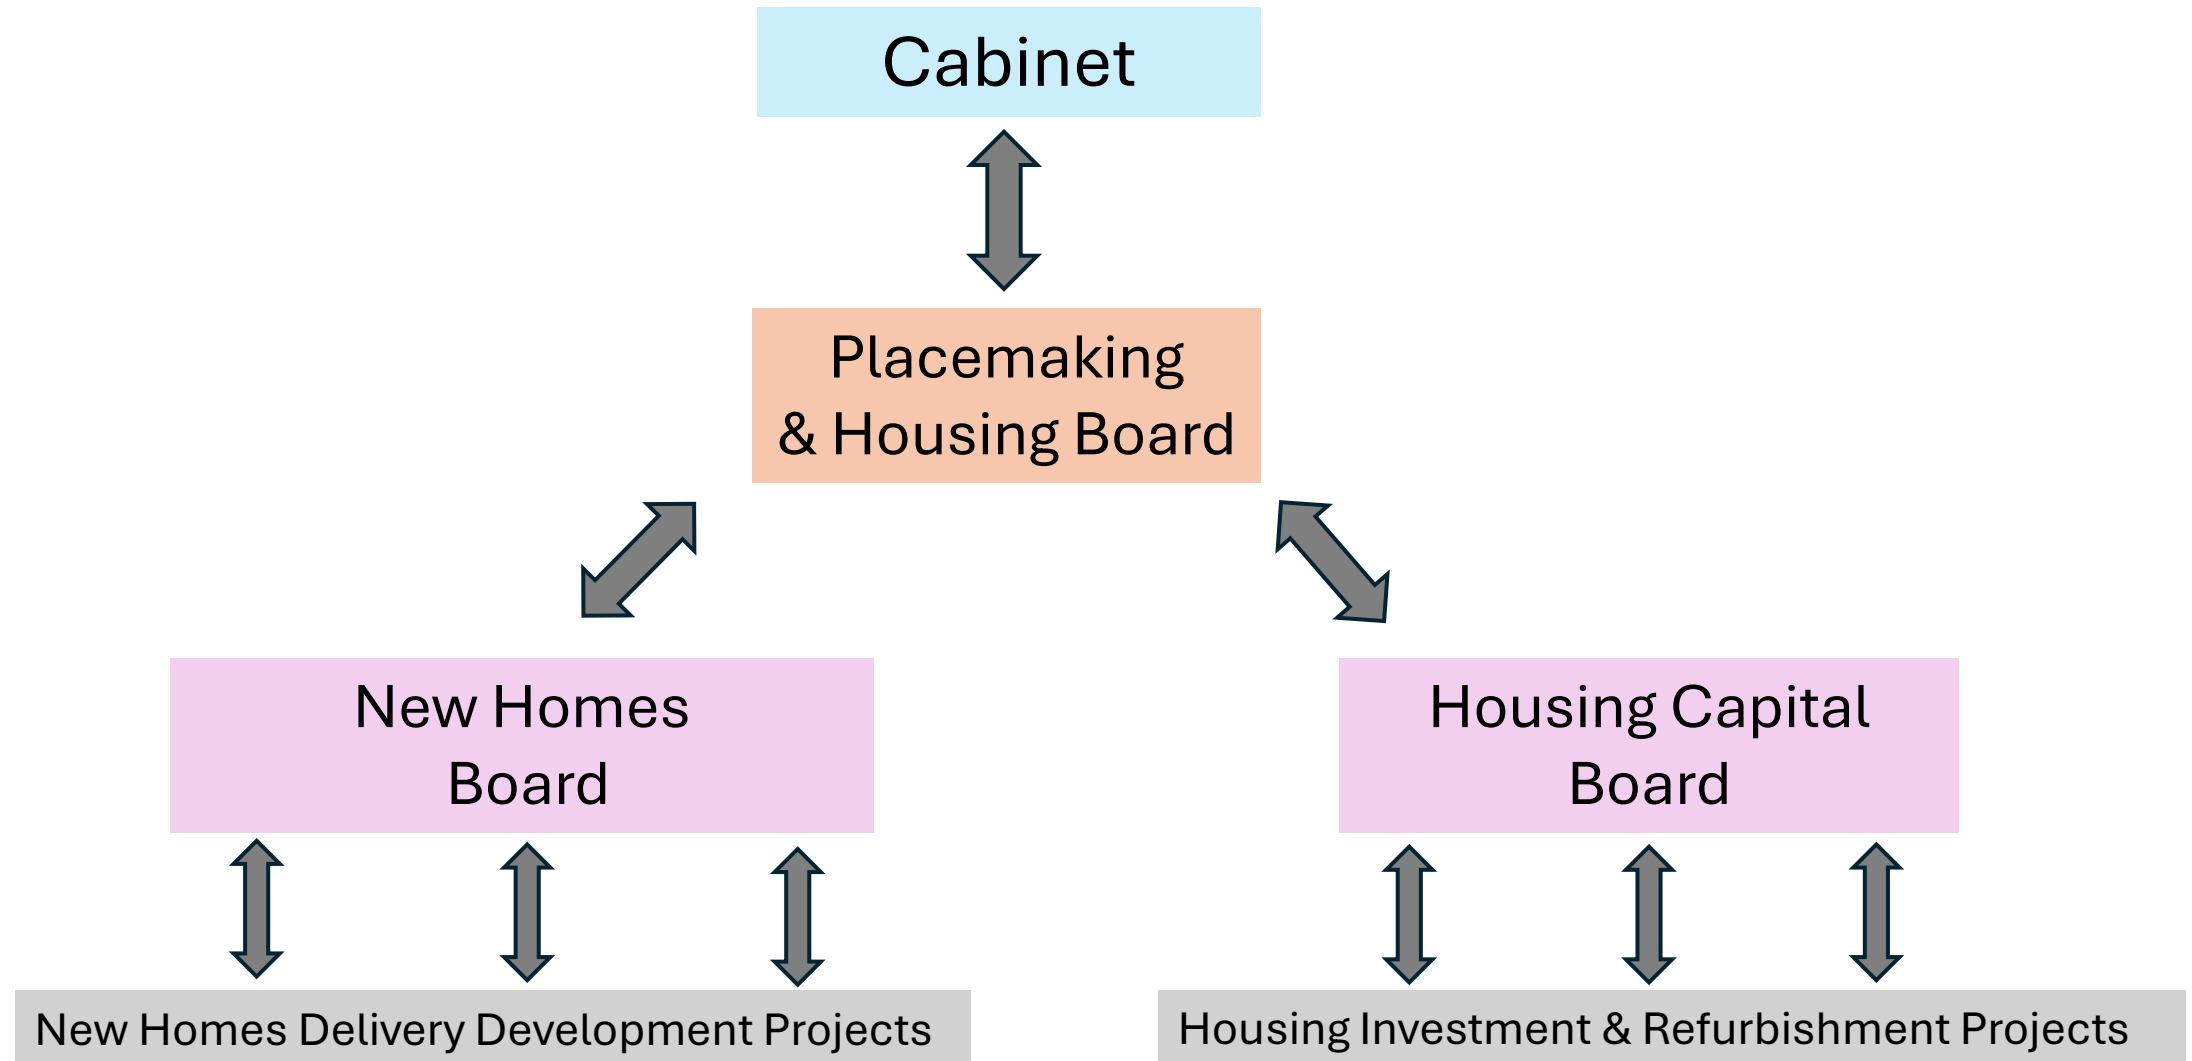 Cabinet
Placemaking
& Housing Board
New Homes
Board
Housing Capital
Board
New Homes Delivery Development Projects
Housing Investment & Refurbishment Projects